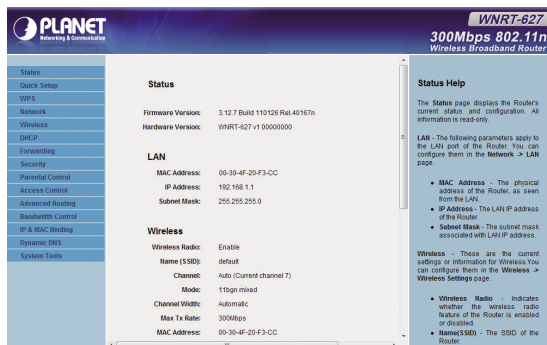 PLANET
Networking & Communication
WNRT-627
300Mbps 802.11n
Wireless Broadband Router
Status
Quick Setup
WPS
Network
Wireless
DHCP
Forwarding
Security
Parental Control
Access Control
Advanced Routing
Bandwidth Control
IP & MAC Binding
Dynamic DNS
System Tools
Status
Firmware Version: 3.12.7 Build 110126 Rel.40167n
Hardware Version: WNRT-627 v1 00000000
LAN
MAC Address: 00-30-4F-20-F3-CC
IP Address: 192.168.1.1
Subnet Mask: 255.255.255.0
Wireless
Wireless Radio: Enable
Name (SSID): default
Channel: Auto (Current channel 7)
Mode: 11bgn mixed
Channel Width: Automatic
Max Tx Rate: 300Mbps
MAC Address: 00-30-4F-20-F3-CC
Status Help
The Status page displays the Router's
current status and configuration. All
information is read-only.
LAN - The following parameters apply to
the LAN port of the Router. You can
configure them in the Network -> LAN
page.
• MAC Address - The physical
address of the Router, as seen
from the LAN.
• IP Address - The LAN IP address
of the Router.
• Subnet Mask - The subnet mask
associated with LAN IP address.
Wireless - These are the current
settings or information for Wireless.You
can configure them in the Wireless ->
Wireless Settings page.
• Wireless Radio - Indicates
whether the wireless radio
feature of the Router is enabled
or disabled.
• Name(SSID) - The SSID of the
Router.